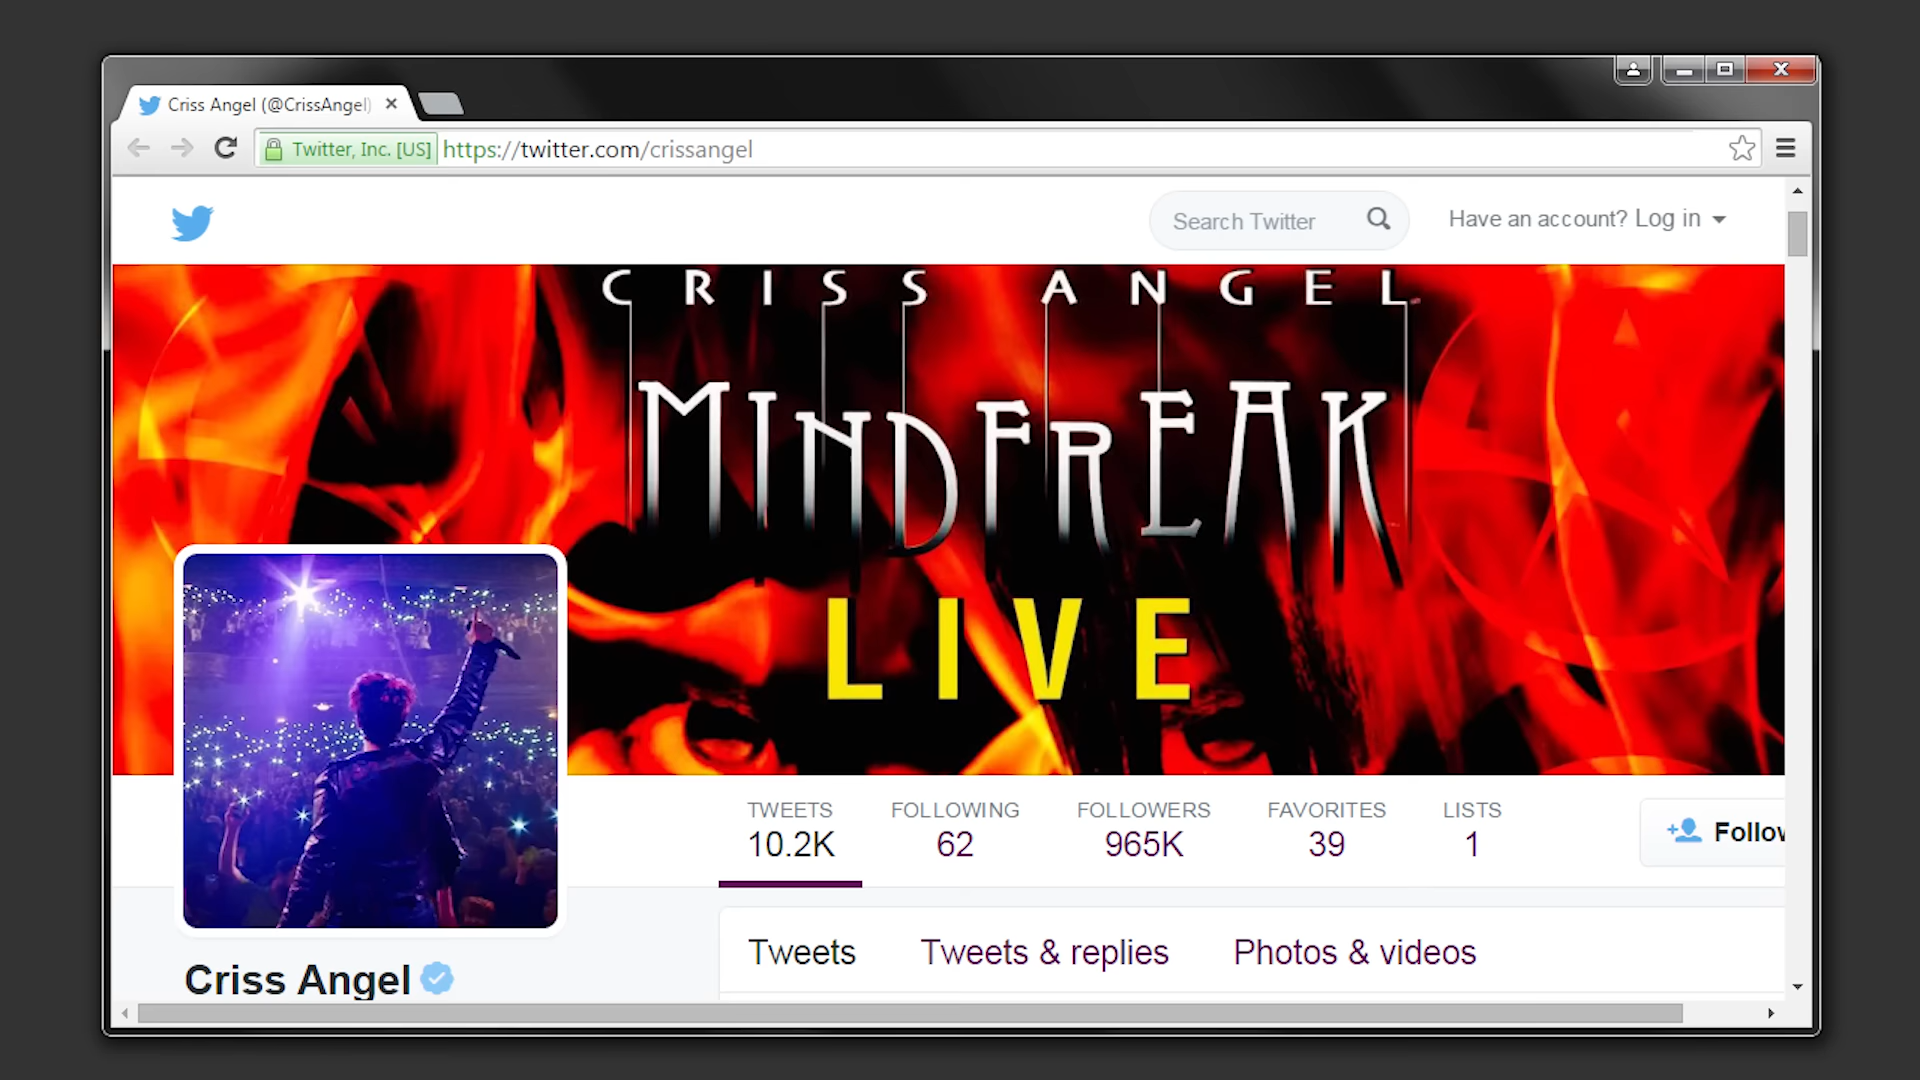 Criss Angel (@CrissAngel)
Twitter, Inc. [US] https://twitter.com/crissangel
Search Twitter
Have an account? Log in
CRISS ANGEL
MINDFREAK
LIVE
TWEETS FOLLOWING FOLLOWERS FAVORITES LISTS
10.2K 62 965K 39 1
Follow
Tweets Tweets & replies Photos & videos
Criss Angel